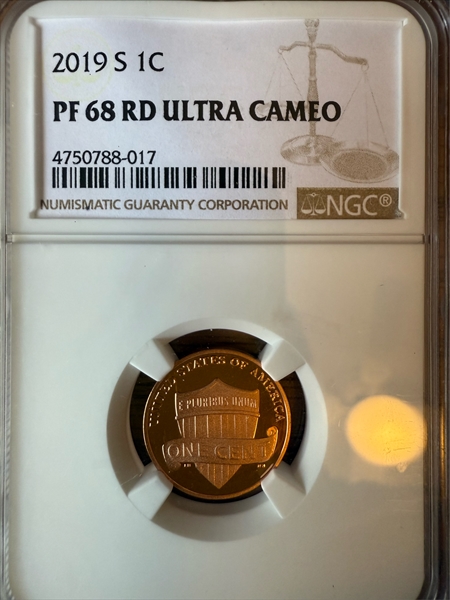 2019 S 1C
PF 68 RD ULTRA CAMEO
4750788-017
NUMISMATIC GUARANTY CORPORATION
NGC®
UNITED STATES OF AMERICA
E PLURIBUS UNUM
ONE CENT